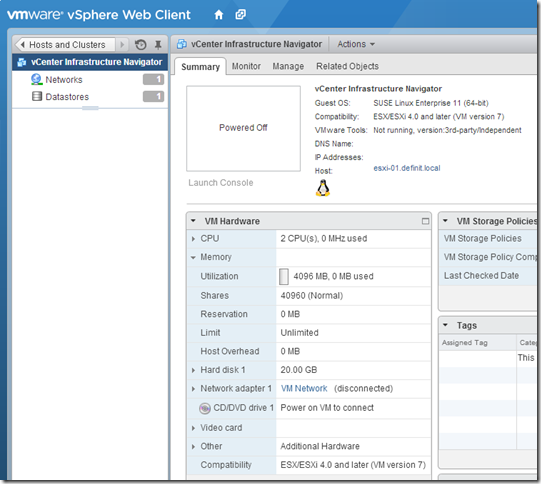 vmware® vSphere Web Client
Hosts and Clusters
vCenter Infrastructure Navigator
Networks 1
Datastores 1
vCenter Infrastructure Navigator Actions
Summary Monitor Manage Related Objects
Powered Off
Launch Console
vCenter Infrastructure Navigator
Guest OS: SUSE Linux Enterprise 11 (64-bit)
Compatibility: ESX/ESXi 4.0 and later (VM version 7)
VMware Tools: Not running, version:3rd-party/Independent
DNS Name:
IP Addresses:
Host: esxi-01.definit.local
VM Hardware
CPU 2 CPU(s), 0 MHz used
Memory
Utilization 4096 MB, 0 MB used
Shares 40960 (Normal)
Reservation 0 MB
Limit Unlimited
Host Overhead 0 MB
Hard disk 1 20.00 GB
Network adapter 1 VM Network (disconnected)
CD/DVD drive 1 Power on VM to connect
Video card
Other Additional Hardware
Compatibility ESX/ESXi 4.0 and later (VM version 7)
VM Storage Policies
VM Storage Policies
VM Storage Policy Comp
Last Checked Date
Tags
Assigned Tag Categ
This